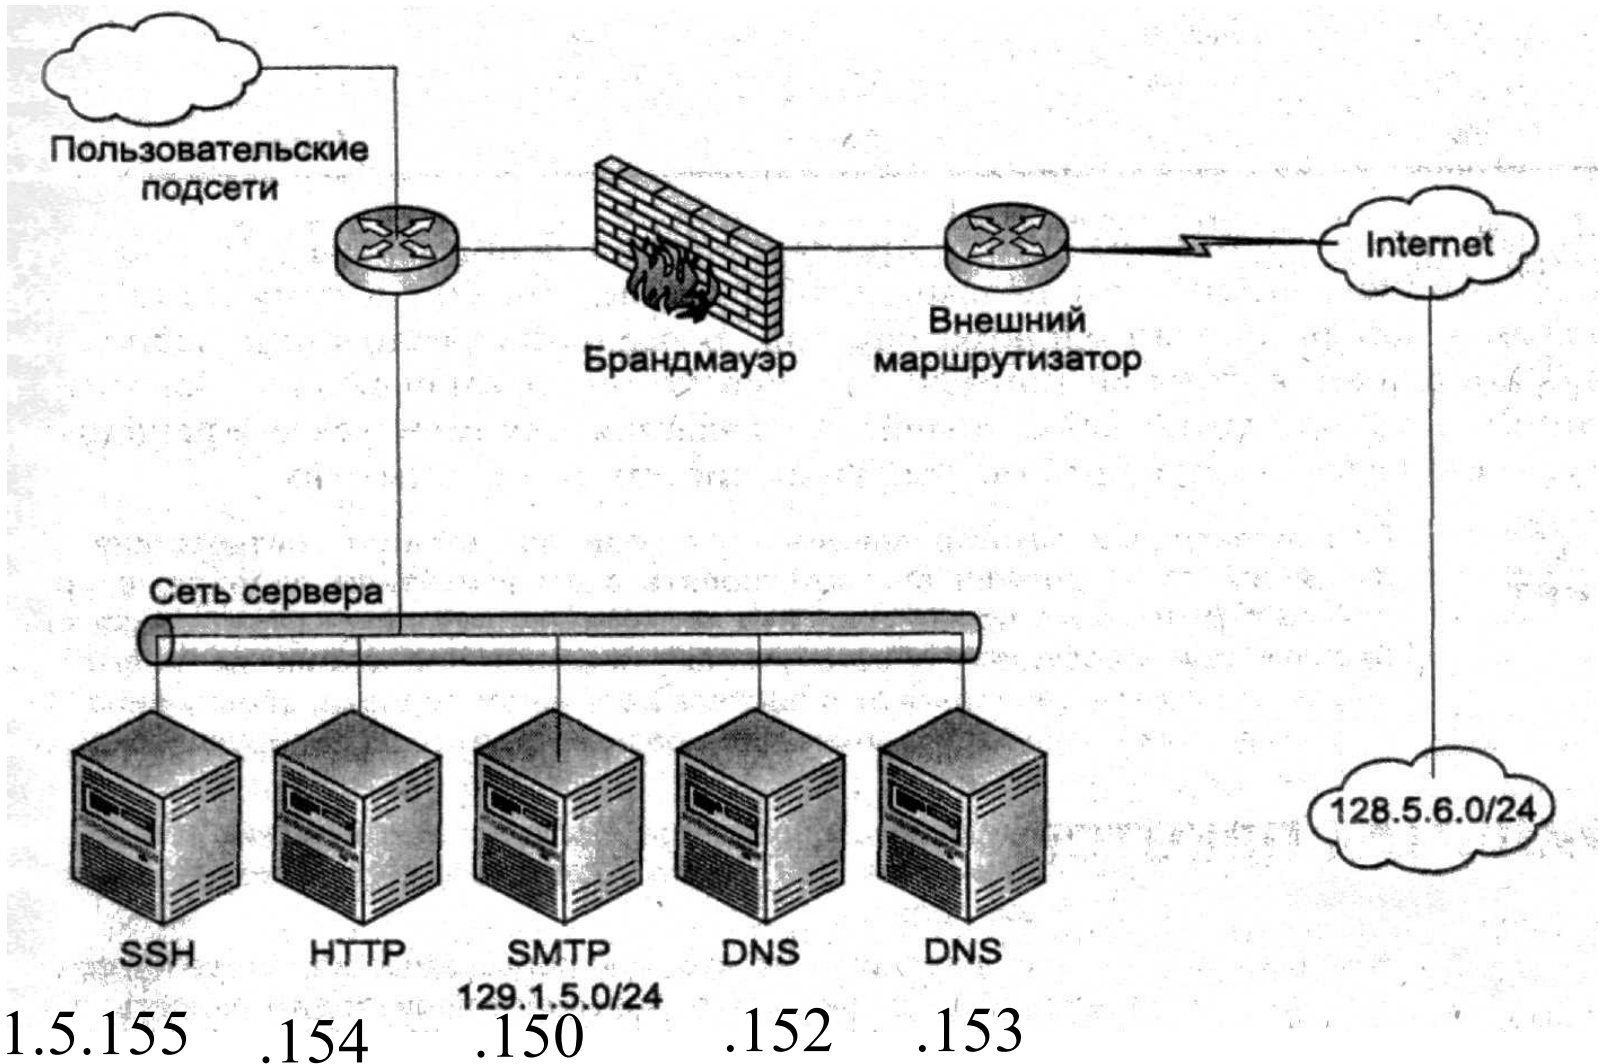 Пользовательские
подсети
Internet
Внешний
маршрутизатор
Брандмауэр
Сеть сервера
128.5.6.0/24
SSH HTTP SMTP DNS DNS
129.1.5.0/24
1.5.155 .154 .150 .152 .153